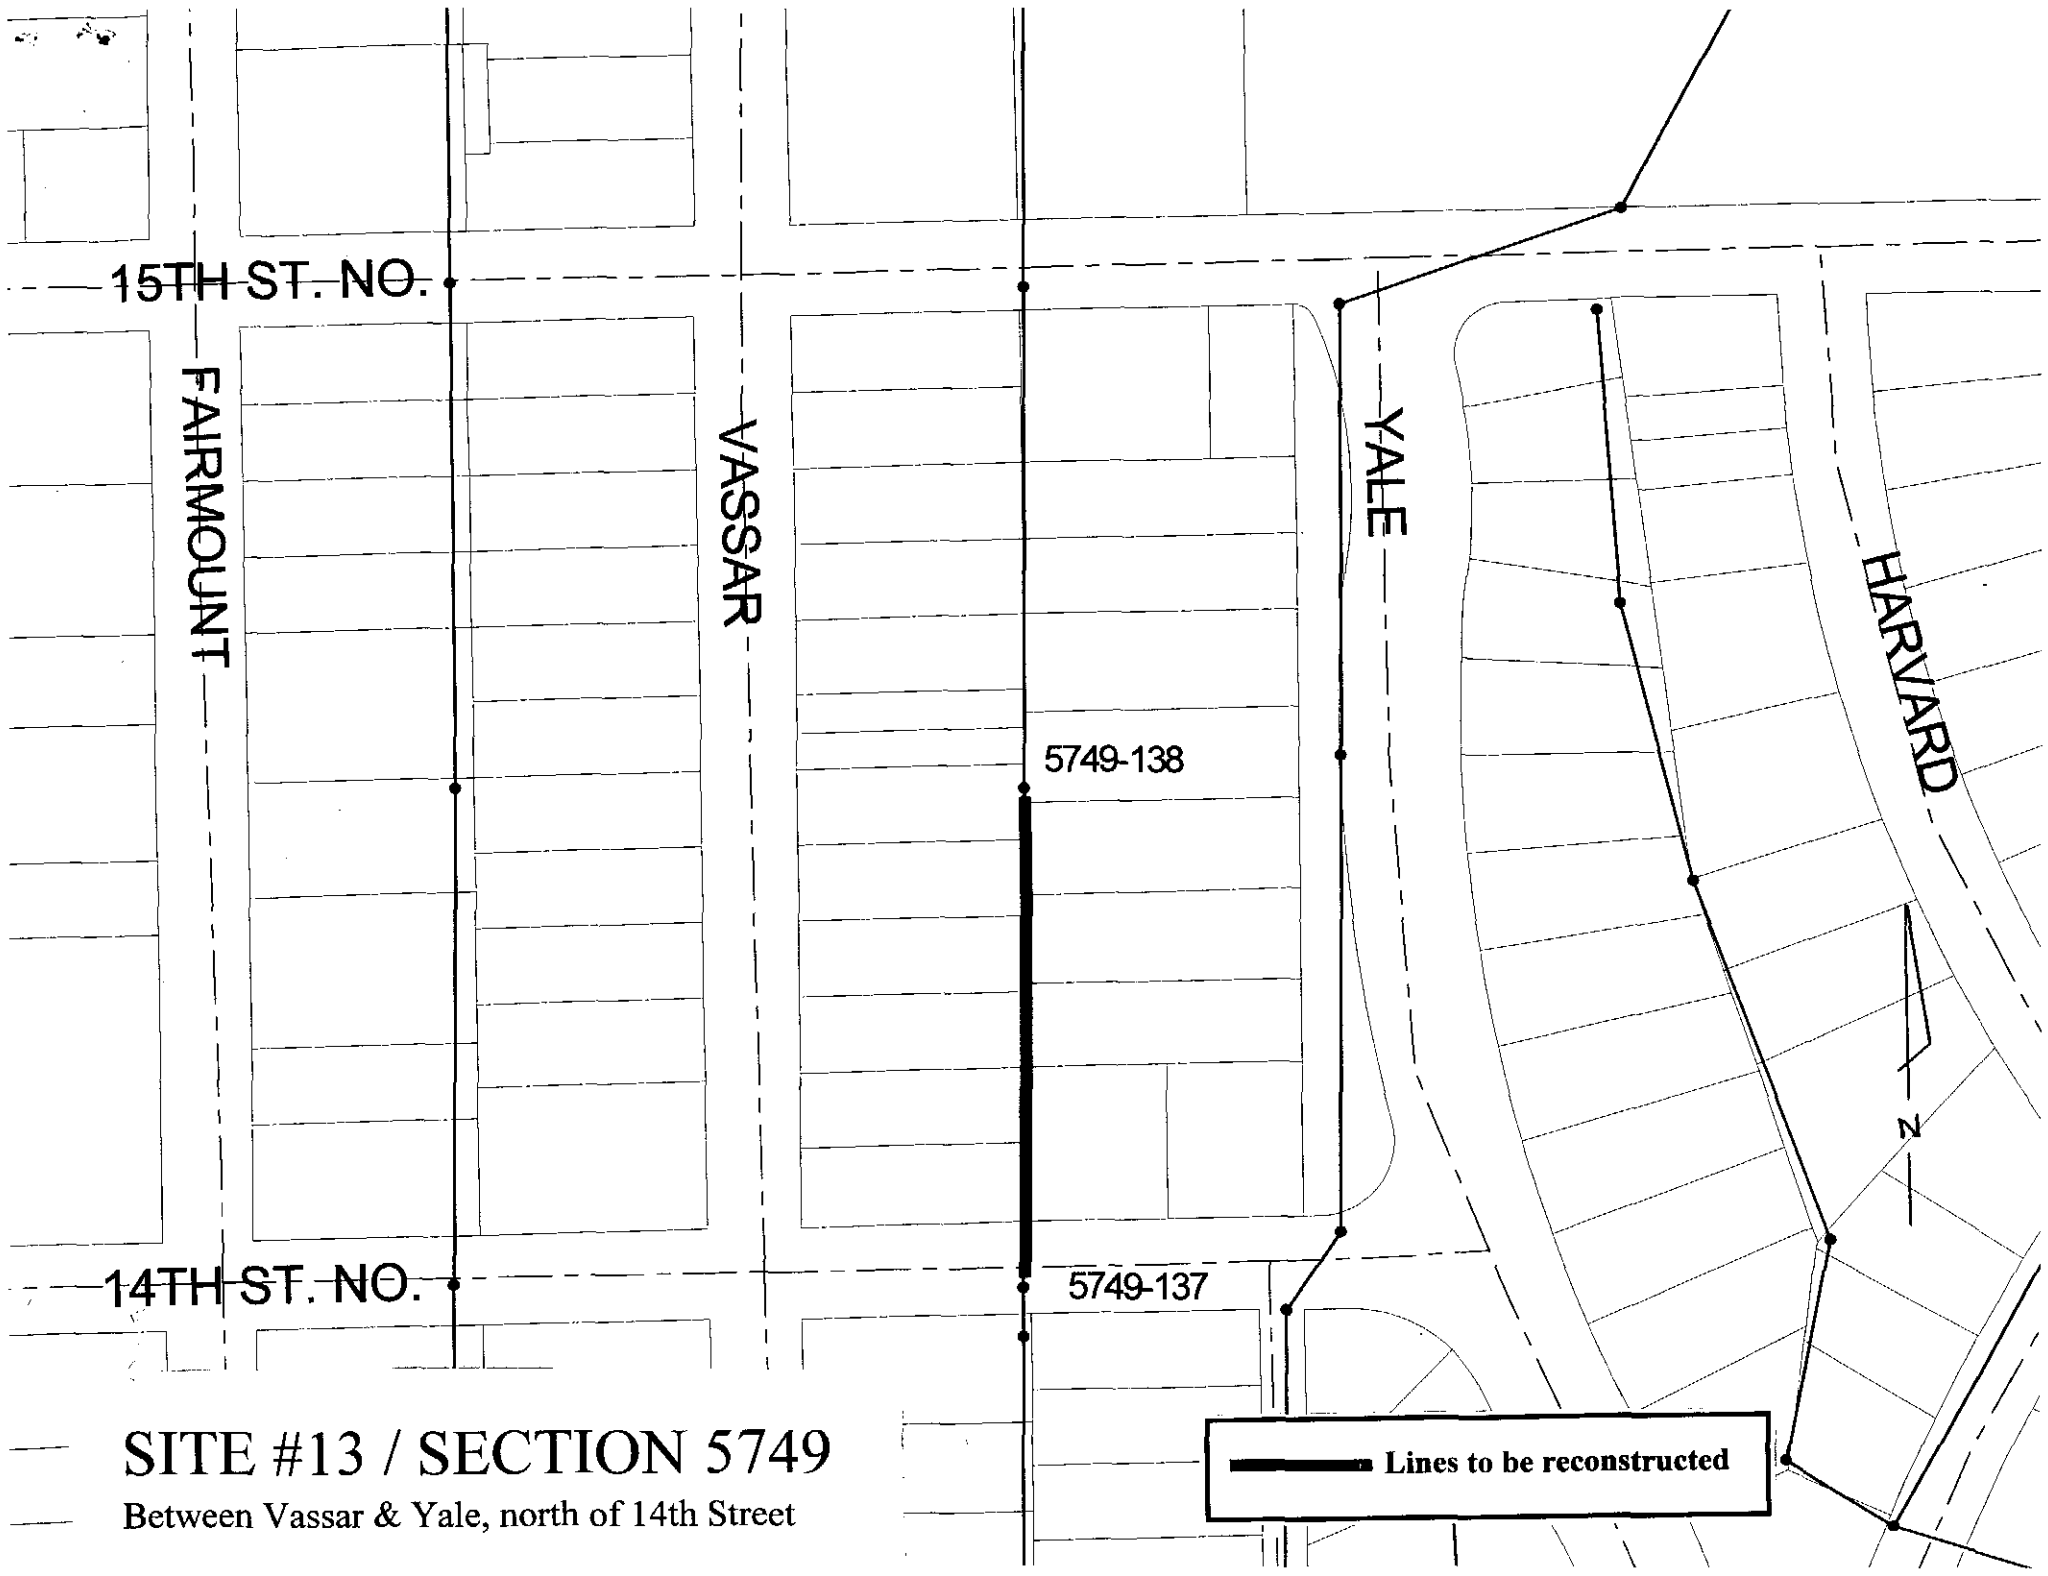 15TH ST. NO.
FAIRMOUNT
VASSAR
YALE
HARVARD
5749-138
N
14TH ST. NO.
5749-137
SITE #13 / SECTION 5749
Between Vassar & Yale, north of 14th Street
Lines to be reconstructed